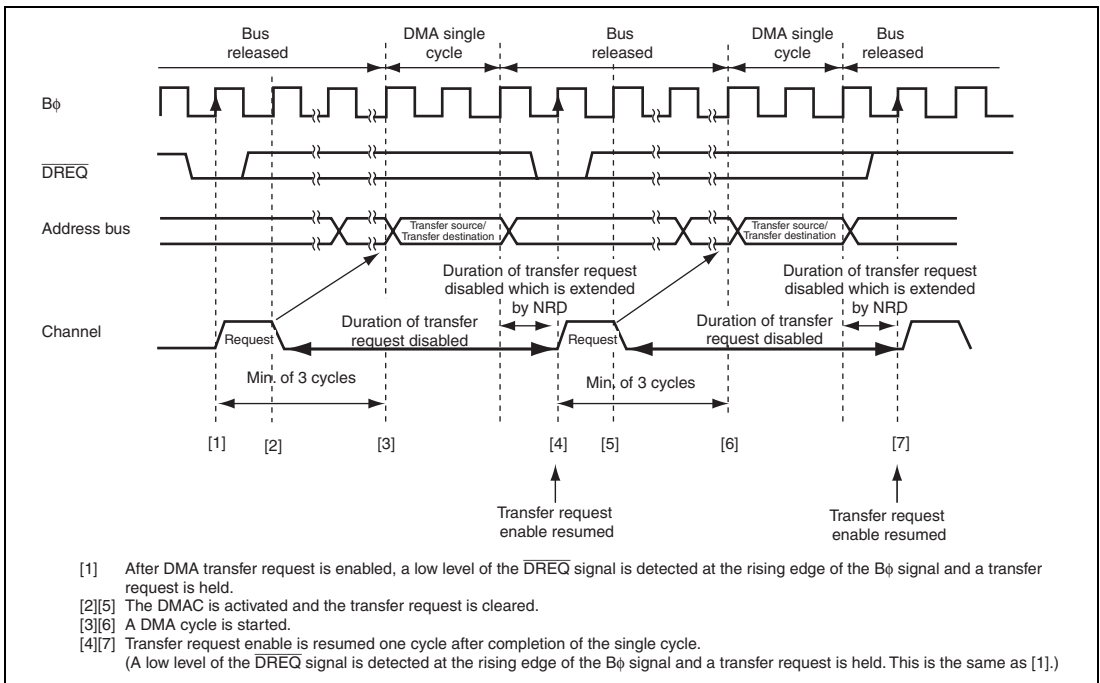 Bus released
DMA single cycle
Bus released
DMA single cycle
Bus released
Bφ
DREQ
Address bus
Transfer source/
Transfer destination
Transfer source/
Transfer destination
Duration of transfer request
disabled which is extended
by NRD
Duration of transfer request
disabled which is extended
by NRD
Channel
Request
Duration of transfer
request disabled
Request
Duration of transfer
request disabled
Min. of 3 cycles
Min. of 3 cycles
[1] [2] [3] [4] [5] [6] [7]
Transfer request
enable resumed
Transfer request
enable resumed
[1] After DMA transfer request is enabled, a low level of the DREQ signal is detected at the rising edge of the Bφ signal and a transfer
request is held.
[2][5] The DMAC is activated and the transfer request is cleared.
[3][6] A DMA cycle is started.
[4][7] Transfer request enable is resumed one cycle after completion of the single cycle.
(A low level of the DREQ signal is detected at the rising edge of the Bφ signal and a transfer request is held. This is the same as [1].)